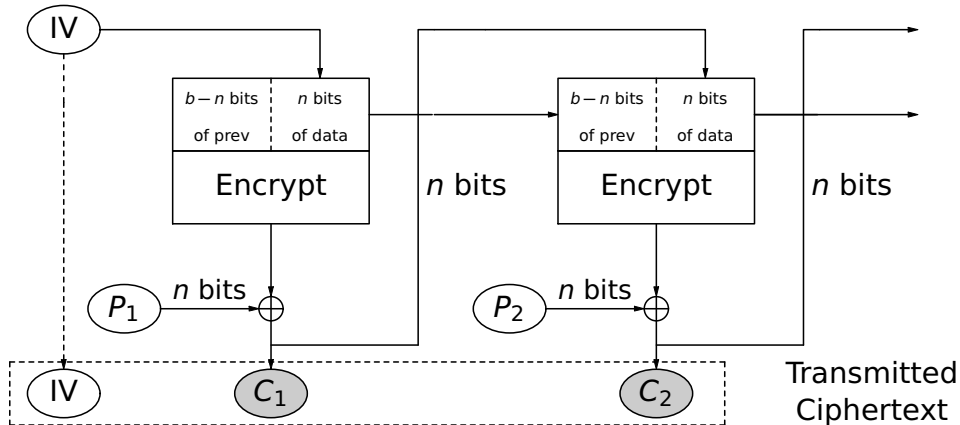 IV
b − n bits
of prev
n bits
of data
Encrypt
n bits
P1
n bits
b − n bits
of prev
n bits
of data
Encrypt
n bits
P2
n bits
IV
C1
C2
Transmitted
Ciphertext